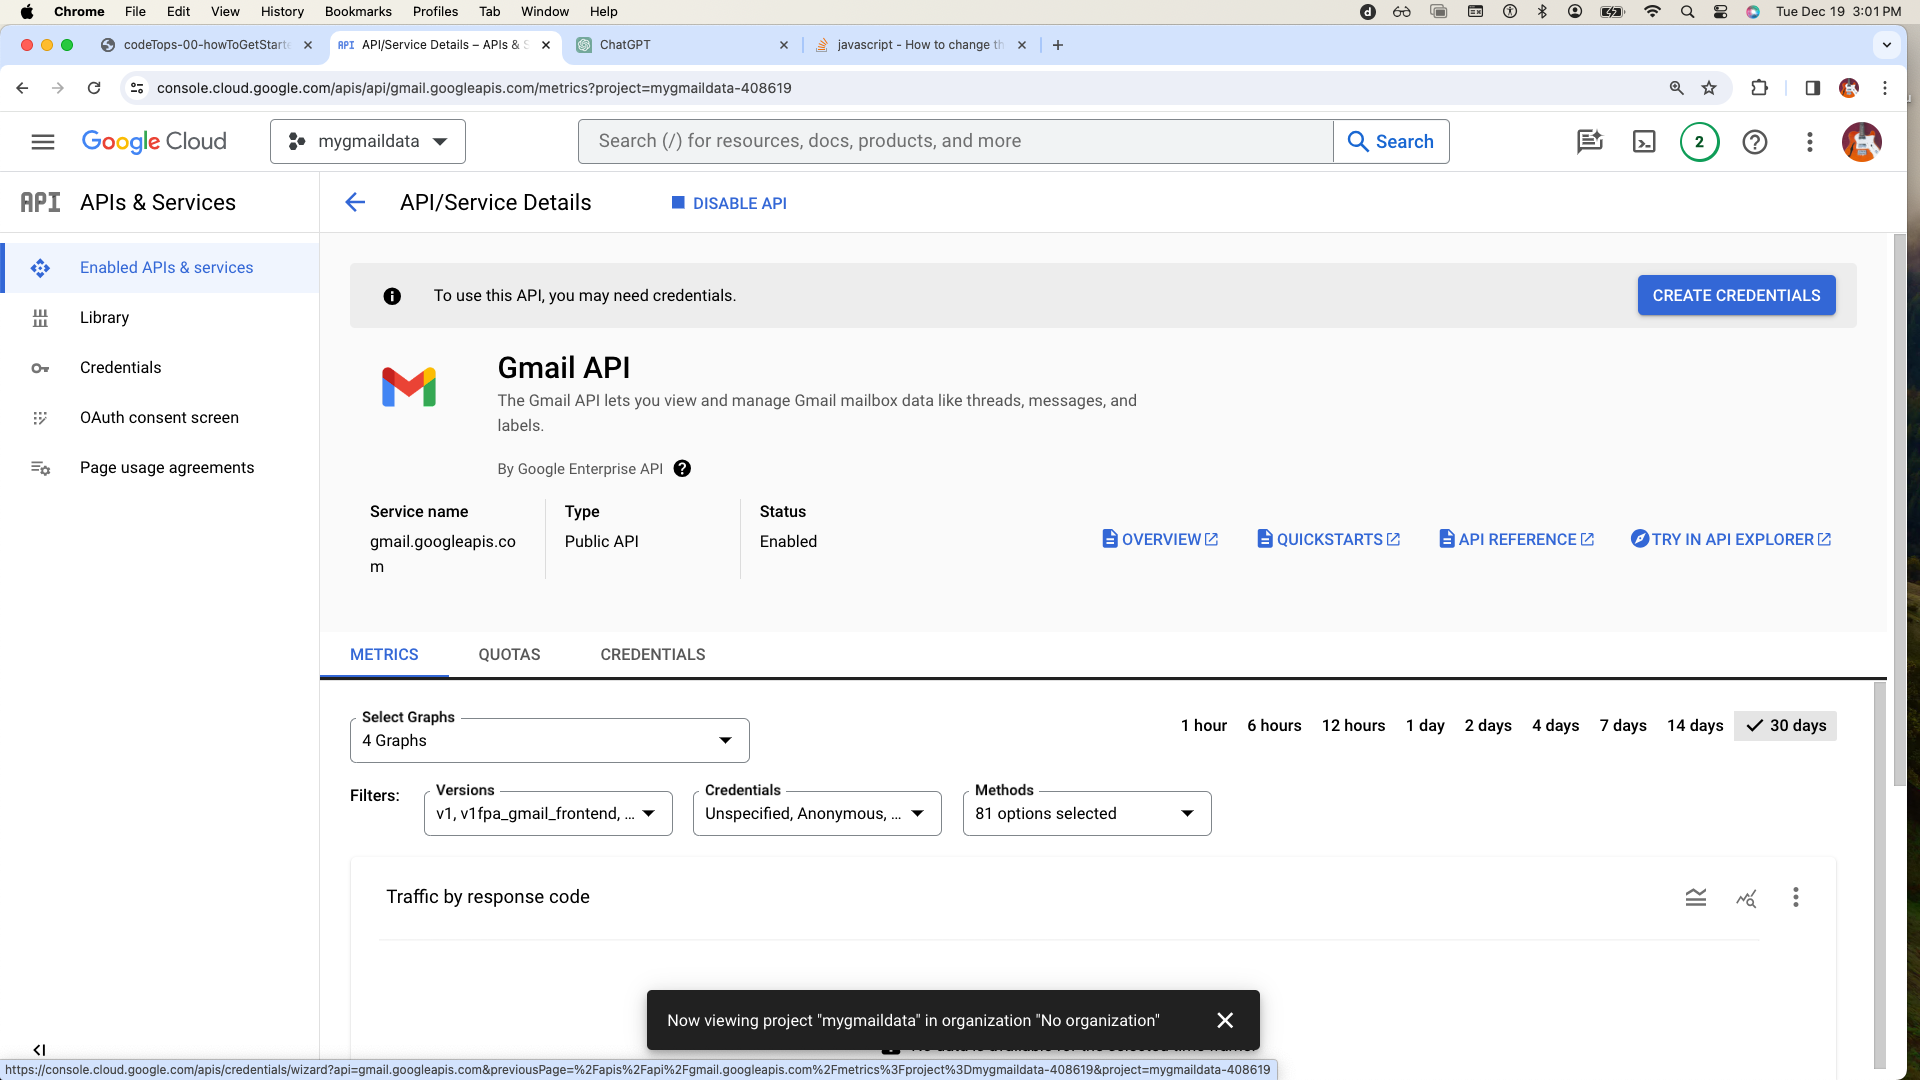 Chrome File Edit View History Bookmarks Profiles Tab Window Help Tue Dec 19 3:01 PM
codeTops-00-howToGetStarte API/Service Details – APIs & S ChatGPT javascript - How to change th
console.cloud.google.com/apis/api/gmail.googleapis.com/metrics?project=mygmaildata-408619
Google Cloud mygmaildata Search (/) for resources, docs, products, and more Search 2
API APIs & Services API/Service Details DISABLE API
Enabled APIs & services
Library
Credentials
OAuth consent screen
Page usage agreements
To use this API, you may need credentials. CREATE CREDENTIALS
Gmail API
The Gmail API lets you view and manage Gmail mailbox data like threads, messages, and
labels.
By Google Enterprise API
Service name Type Status
gmail.googleapis.co Public API Enabled
m
OVERVIEW QUICKSTARTS API REFERENCE TRY IN API EXPLORER
METRICS QUOTAS CREDENTIALS
Select Graphs
4 Graphs
1 hour 6 hours 12 hours 1 day 2 days 4 days 7 days 14 days 30 days
Filters:
Versions
v1, v1fpa_gmail_frontend, ...
Credentials
Unspecified, Anonymous, ...
Methods
81 options selected
Traffic by response code
Now viewing project "mygmaildata" in organization "No organization"
https://console.cloud.google.com/apis/credentials/wizard?api=gmail.googleapis.com&previousPage=%2Fapis%2Fapi%2Fgmail.googleapis.com%2Fmetrics%3Fproject%3Dmygmaildata-408619&project=mygmaildata-408619